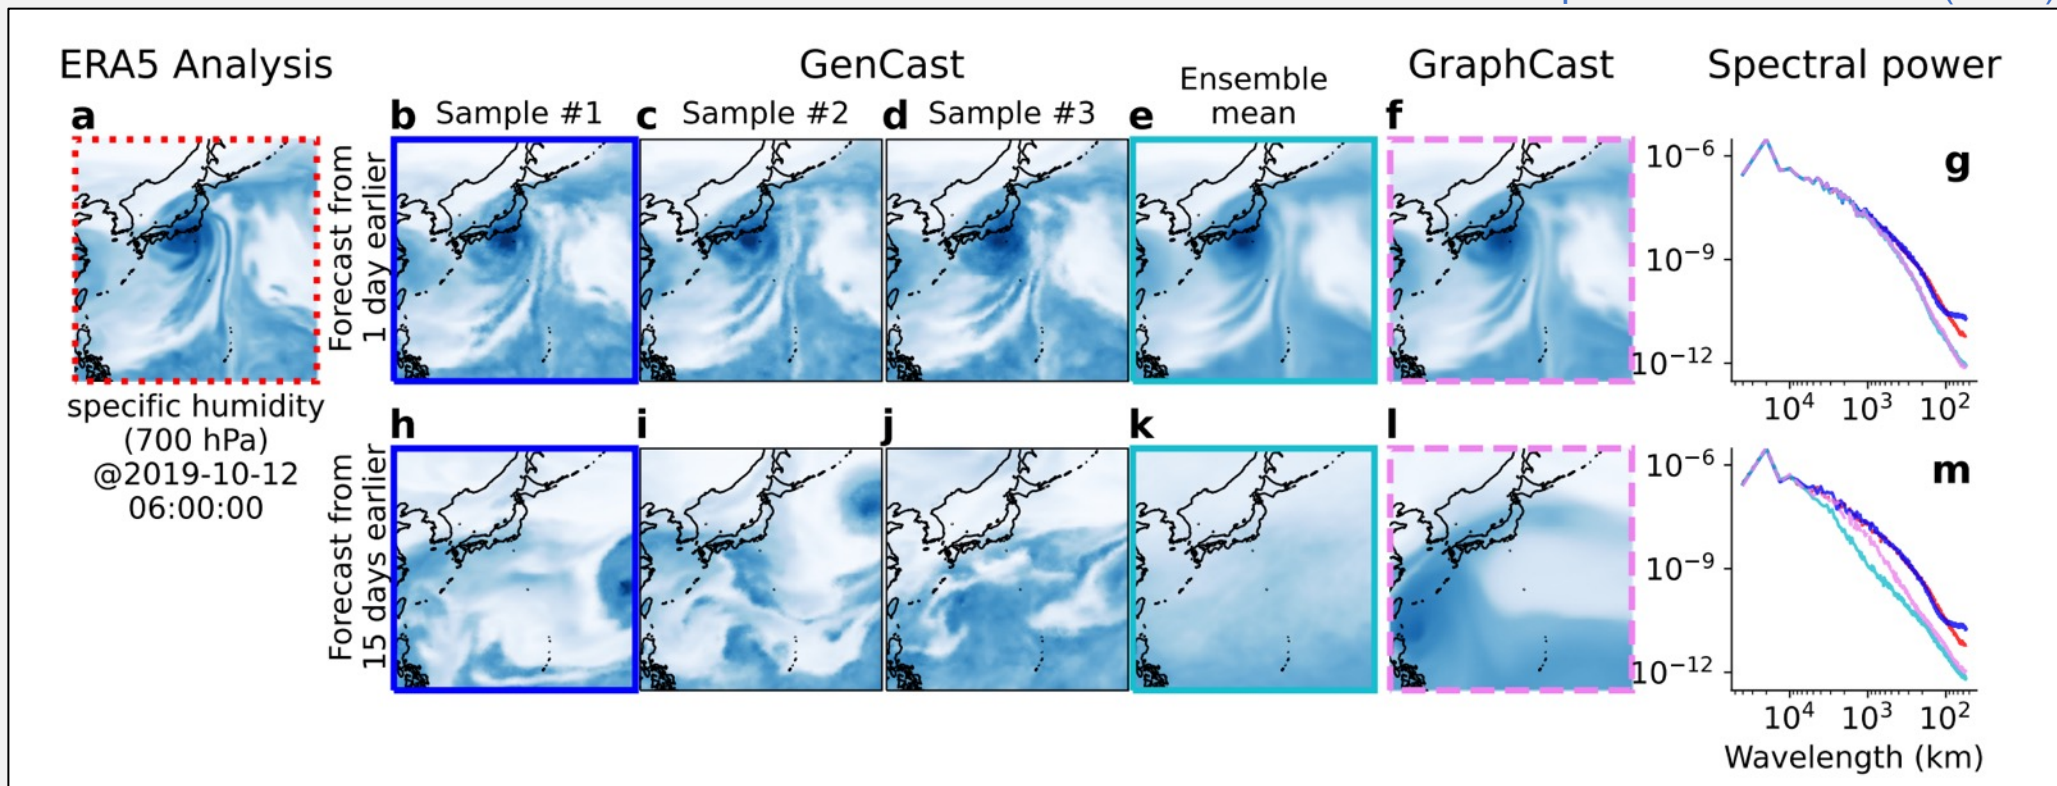 ERA5 Analysis
GenCast
GraphCast
Spectral power
a
b Sample #1
c Sample #2
d Sample #3
e Ensemble
mean
f
g
Forecast from
1 day earlier
10⁻⁶
10⁻⁹
10⁻¹²
10⁴ 10³ 10²
specific humidity
(700 hPa)
@2019-10-12
06:00:00
h
i
j
k
l
m
Forecast from
15 days earlier
10⁻⁶
10⁻⁹
10⁻¹²
10⁴ 10³ 10²
Wavelength (km)